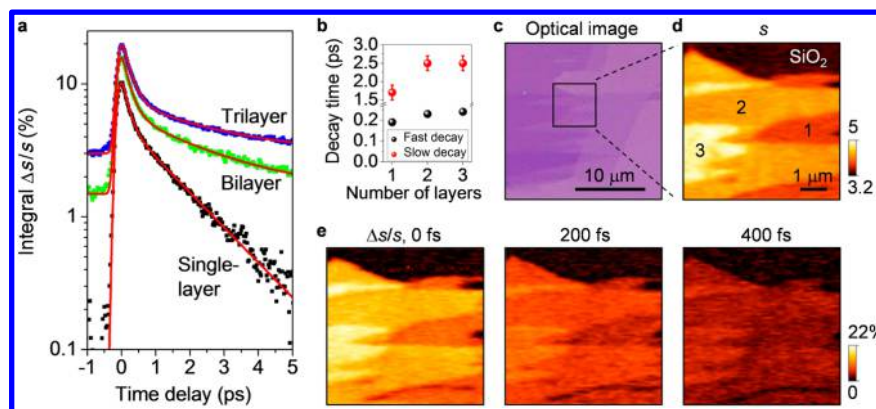 a
Integral Δs/s (%)
10
1
0.1
-1 0 1 2 3 4 5
Time delay (ps)
Trilayer
Bilayer
Single-
layer
b
Decay time (ps)
3.0
2.5
2.0
1.5
0.2
0.1
0.0
Fast decay
Slow decay
1 2 3
Number of layers
c
Optical image
10 μm
d
s
SiO2
2
1
3
1 μm
5
3.2
e
Δs/s, 0 fs
200 fs
400 fs
22%
0